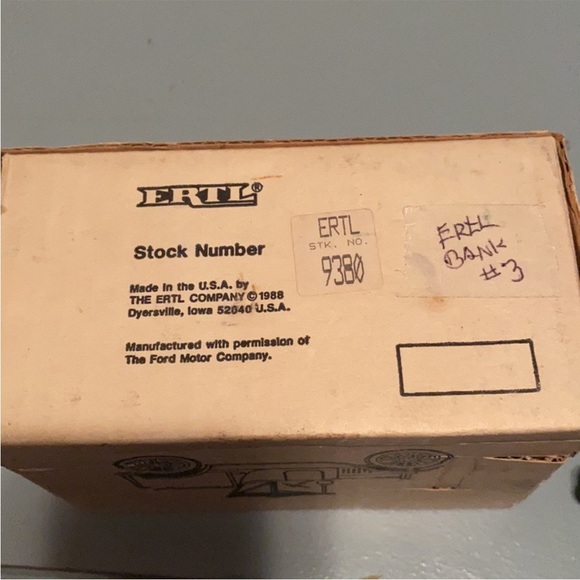 ERTL®
Stock Number
ERTL
STK. NO.
9380
ERTL
BANK
#3
Made in the U.S.A. by
THE ERTL COMPANY © 1988
Dyersville, Iowa 52040 U.S.A.
Manufactured with permission of
The Ford Motor Company.